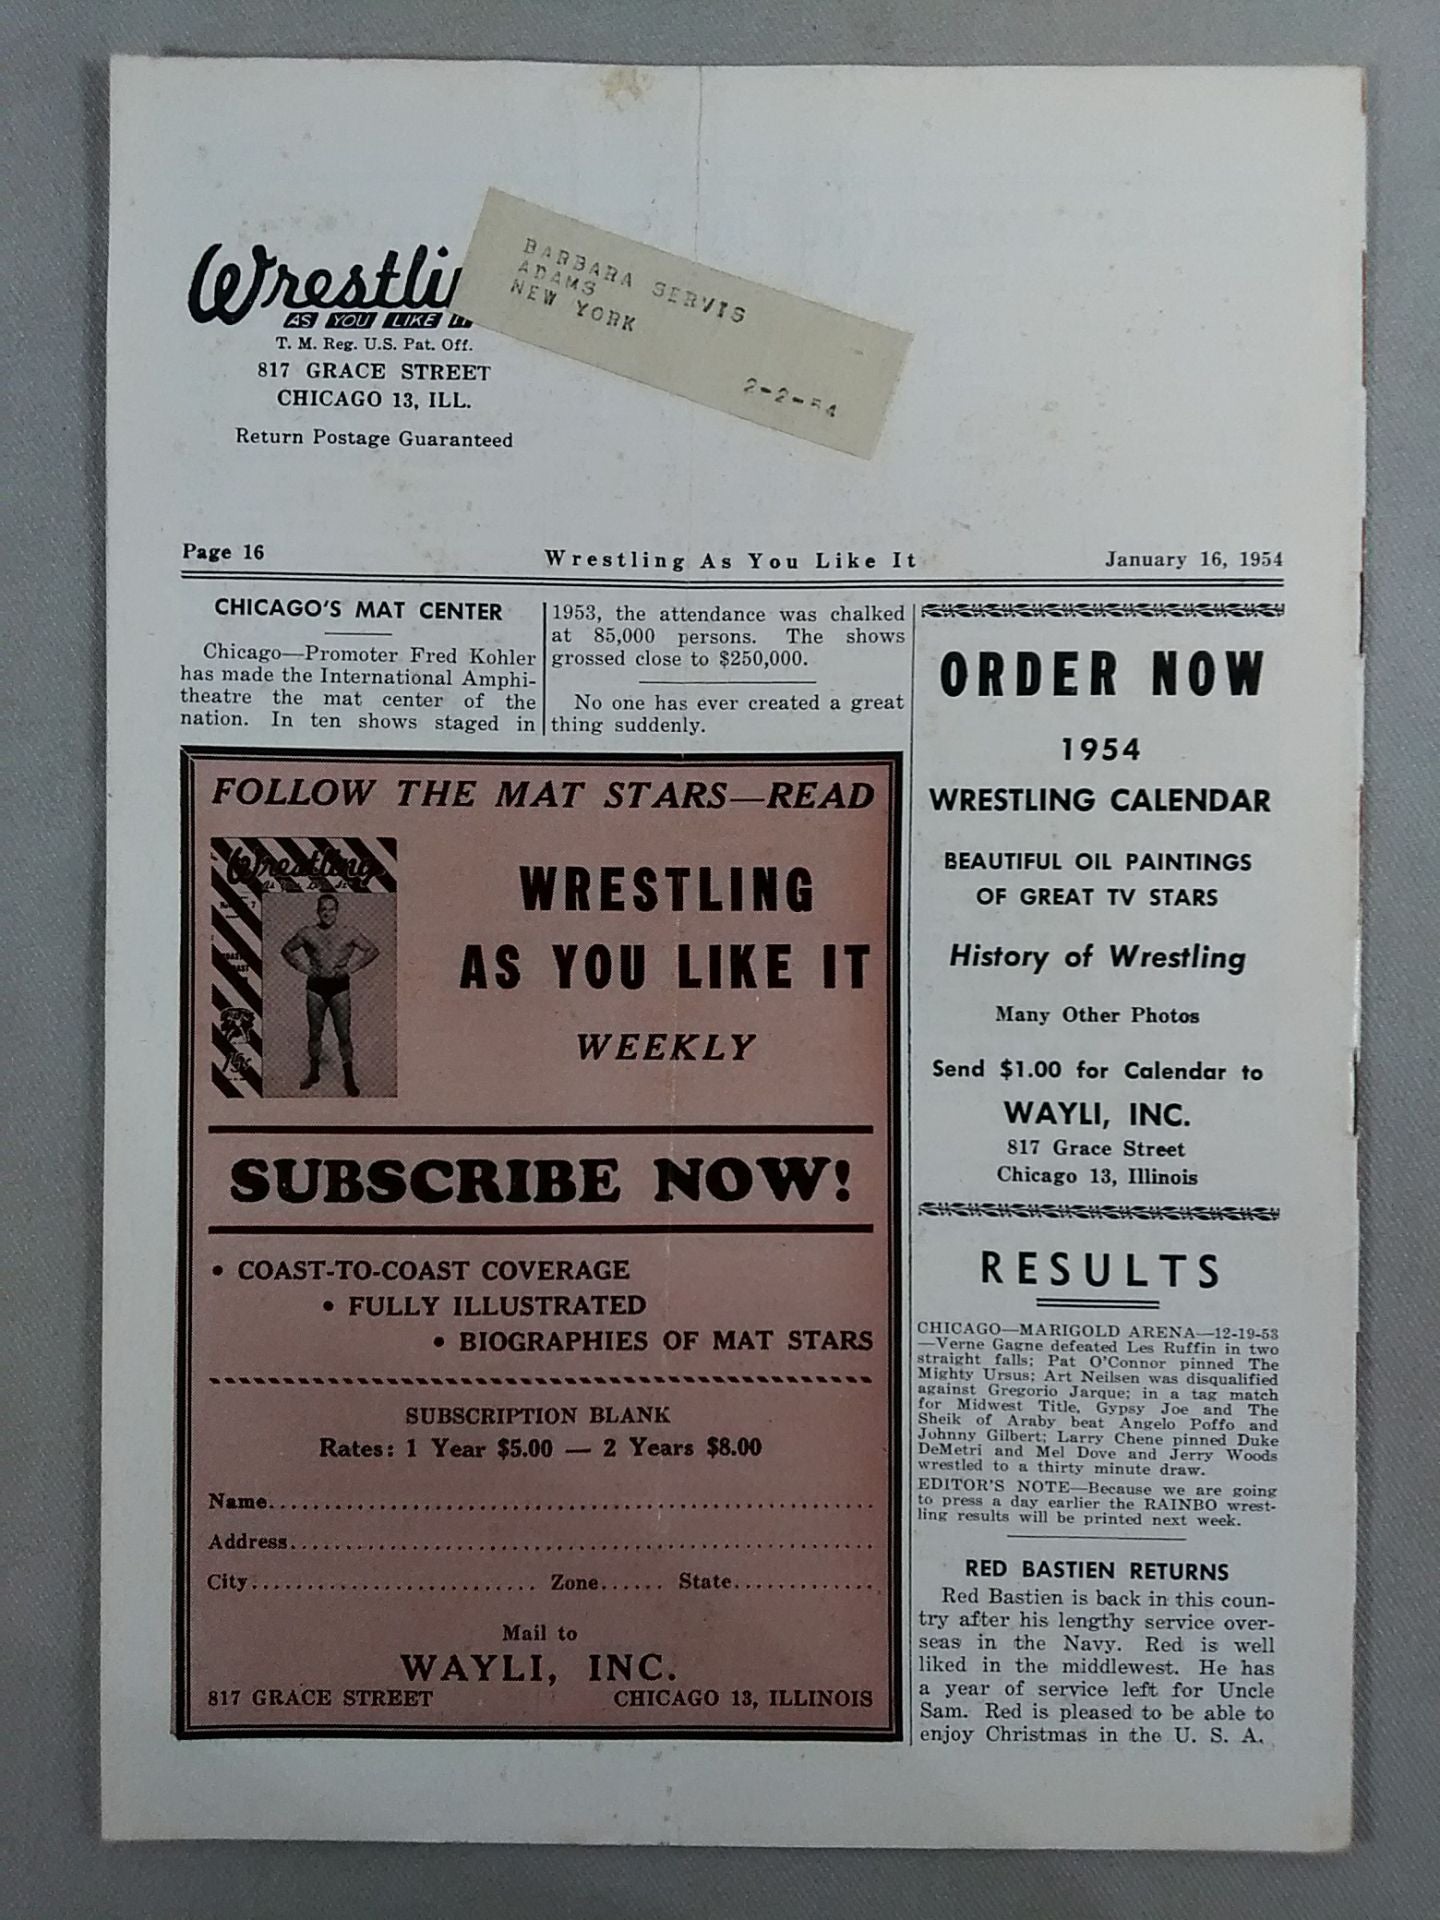 Wrestli
AS YOU LIKE IT
T. M. Reg. U.S. Pat. Off.
817 GRACE STREET
CHICAGO 13, ILL.
Return Postage Guaranteed
BARBARA SERVIS
ADAMS
NEW YORK
2-2-54
Page 16 Wrestling As You Like It January 16, 1954
CHICAGO'S MAT CENTER
Chicago—Promoter Fred Kohler
has made the International Amphi-
theatre the mat center of the
nation. In ten shows staged in
1953, the attendance was chalked
at 85,000 persons. The shows
grossed close to $250,000.
No one has ever created a great
thing suddenly.
FOLLOW THE MAT STARS—READ
Wrestling
As You Like It
15¢
WRESTLING
AS YOU LIKE IT
WEEKLY
SUBSCRIBE NOW!
• COAST-TO-COAST COVERAGE
• FULLY ILLUSTRATED
• BIOGRAPHIES OF MAT STARS
SUBSCRIPTION BLANK
Rates: 1 Year $5.00 — 2 Years $8.00
Name
Address
City Zone State
Mail to
WAYLI, INC.
817 GRACE STREET CHICAGO 13, ILLINOIS
ORDER NOW
1954
WRESTLING CALENDAR
BEAUTIFUL OIL PAINTINGS
OF GREAT TV STARS
History of Wrestling
Many Other Photos
Send $1.00 for Calendar to
WAYLI, INC.
817 Grace Street
Chicago 13, Illinois
RESULTS
CHICAGO—MARIGOLD ARENA—12-19-53
—Verne Gagne defeated Les Ruffin in two
straight falls; Pat O'Connor pinned The
Mighty Ursus; Art Neilsen was disqualified
against Gregorio Jarque; in a tag match
for Midwest Title, Gypsy Joe and The
Sheik of Araby beat Angelo Poffo and
Johnny Gilbert; Larry Chene pinned Duke
DeMetri and Mel Dove and Jerry Woods
wrestled to a thirty minute draw.
EDITOR'S NOTE—Because we are going
to press a day earlier the RAINBO wrest-
ling results will be printed next week.
RED BASTIEN RETURNS
Red Bastien is back in this coun-
try after his lengthy service over-
seas in the Navy. Red is well
liked in the middlewest. He has
a year of service left for Uncle
Sam. Red is pleased to be able to
enjoy Christmas in the U. S. A.